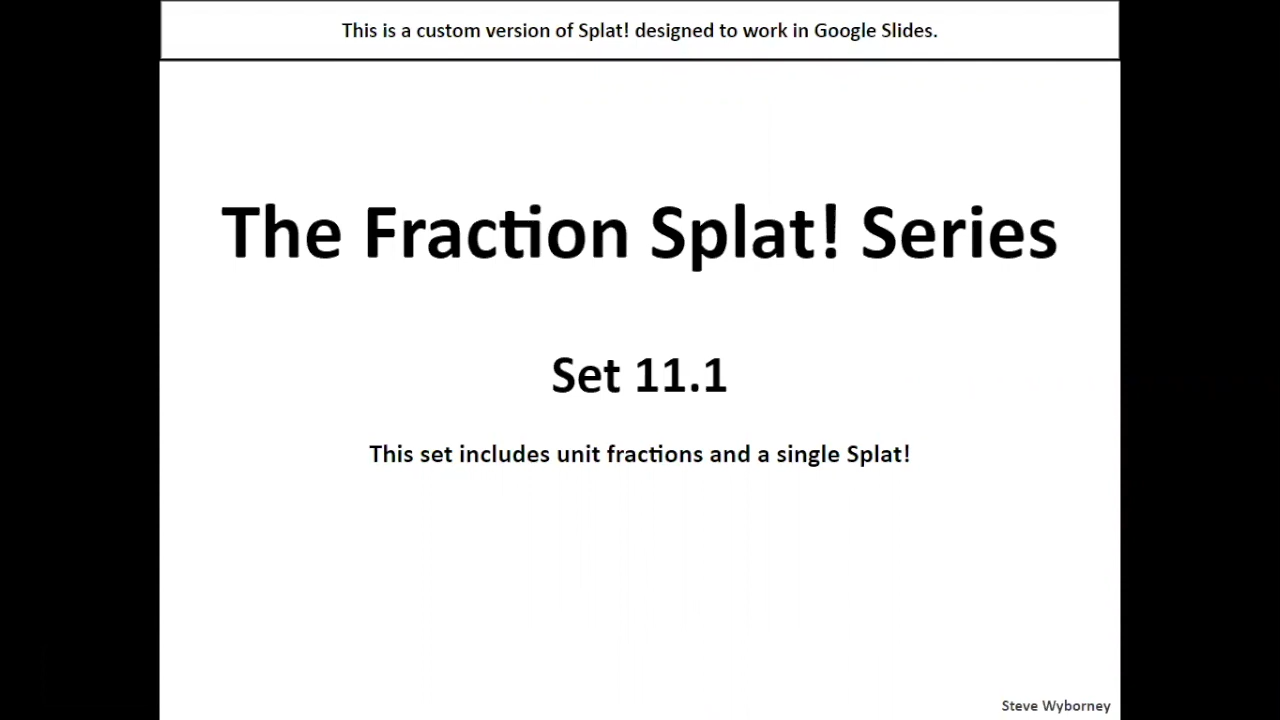 This is a custom version of Splat! designed to work in Google Slides.
The Fraction Splat! Series
Set 11.1
This set includes unit fractions and a single Splat!
Steve Wyborney